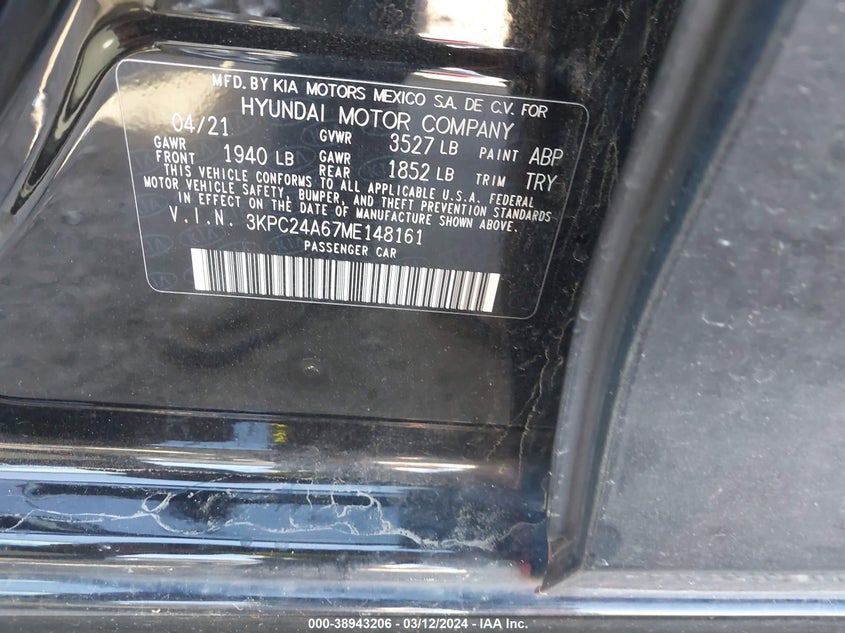 MFD. BY KIA MOTORS MEXICO S.A. DE C.V. FOR
HYUNDAI MOTOR COMPANY
04/21 GVWR 3527 LB PAINT ABP
GAWR FRONT 1940 LB GAWR REAR 1852 LB TRIM TRY
THIS VEHICLE CONFORMS TO ALL APPLICABLE U.S.A. FEDERAL
MOTOR VEHICLE SAFETY, BUMPER, AND THEFT PREVENTION STANDARDS
IN EFFECT ON THE DATE OF MANUFACTURE SHOWN ABOVE.
V.I.N. 3KPC24A67ME148161
PASSENGER CAR
000-38943206 - 03/12/2024 - IAA Inc.